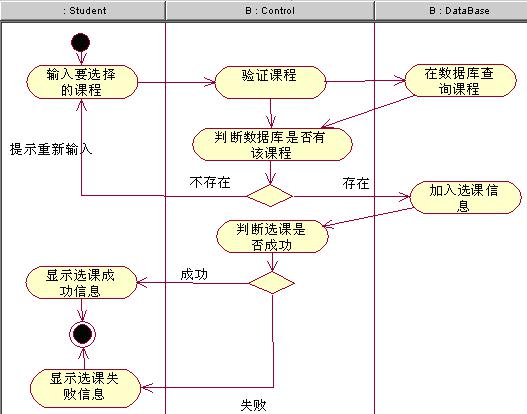 : Student
B : Control
B : DataBase
输入要选择
的课程
验证课程
在数据库查
询课程
判断数据库是否有
该课程
提示重新输入
不存在
存在
加入选课信
息
判断选课是
否成功
显示选课成
功信息
成功
显示选课失
败信息
失败